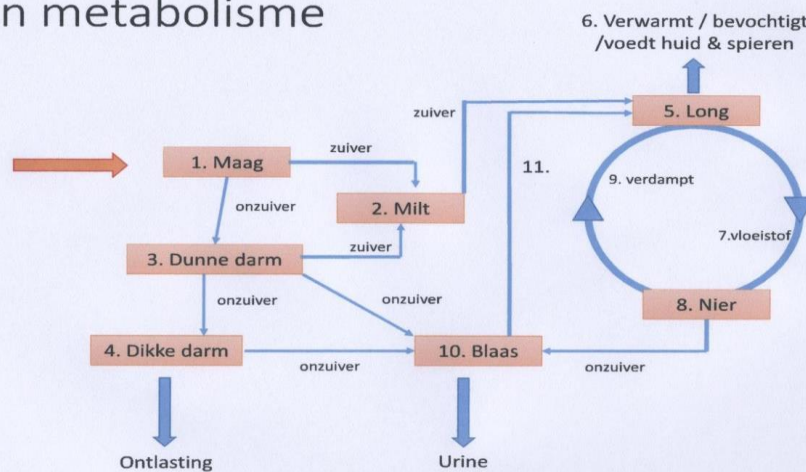 n metabolisme
6. Verwarmt / bevochtigt
/voedt huid & spieren
zuiver
5. Long
1. Maag
zuiver
11.
9. verdampt
onzuiver
2. Milt
7.vloeistof
zuiver
3. Dunne darm
onzuiver
onzuiver
8. Nier
4. Dikke darm
10. Blaas
onzuiver
onzuiver
Ontlasting
Urine